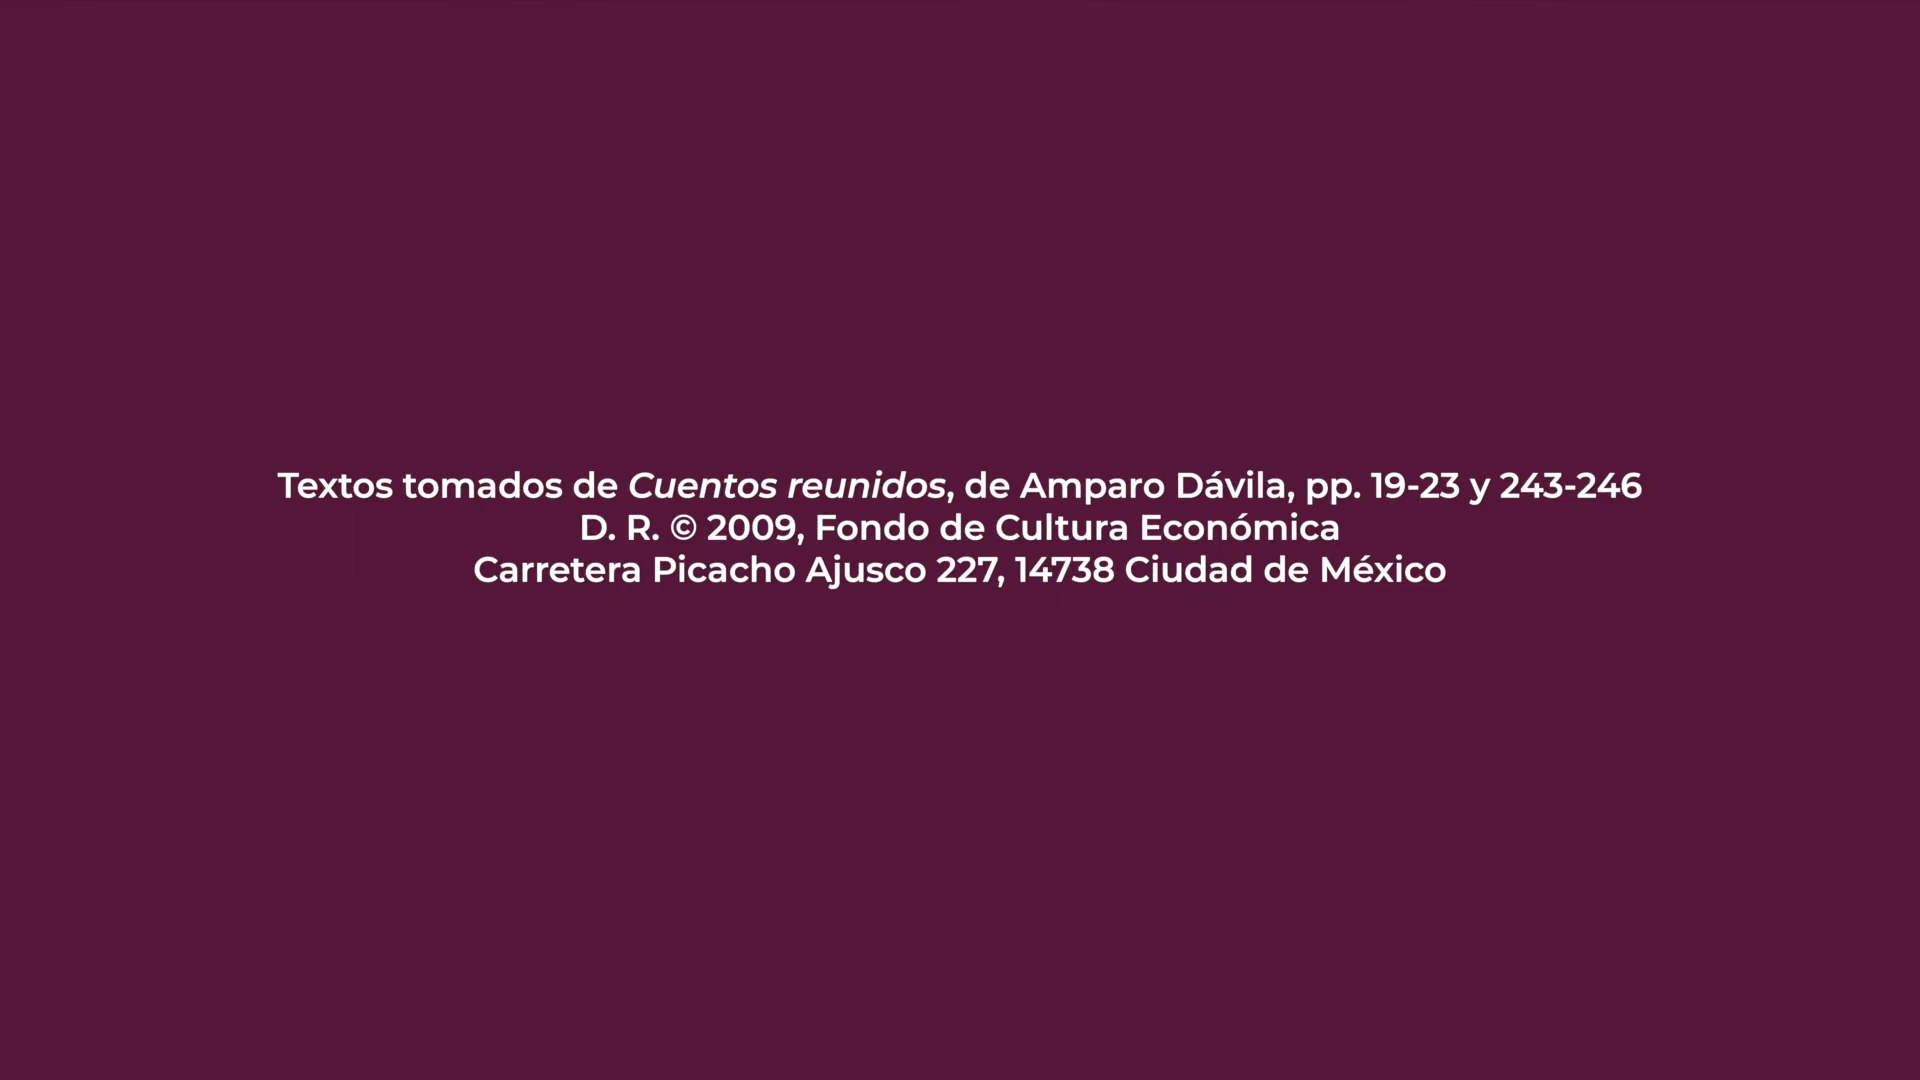 Textos tomados de Cuentos reunidos, de Amparo Dávila, pp. 19-23 y 243-246
D. R. © 2009, Fondo de Cultura Económica
Carretera Picacho Ajusco 227, 14738 Ciudad de México